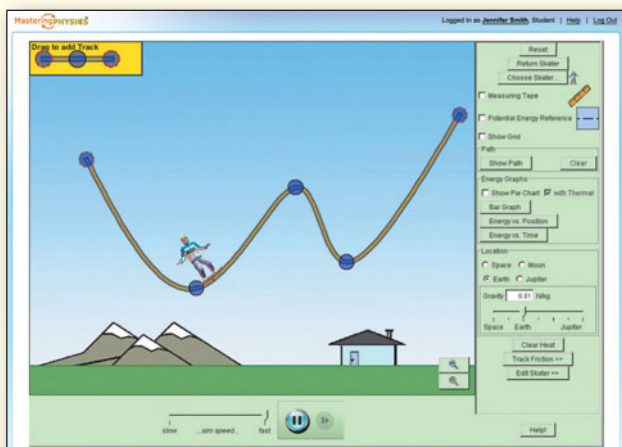 MasteringPHYSICS
Logged in as Jennifer Smith, Student | Help | Log Out
Drag to add Track
Reset
Return Skater
Choose Skater...
Measuring Tape
Potential Energy Reference
Show Grid
Path
Show Path Clear
Energy Graphs
Show Pie Chart with Thermal
Bar Graph
Energy vs. Position
Energy vs. Time
Location
Space Moon
Earth Jupiter
Gravity 9.81 N/kg
Space Earth Jupiter
Clear Heat
Track Friction >>
Edit Skater >>
slow ...sim speed... fast
Help!